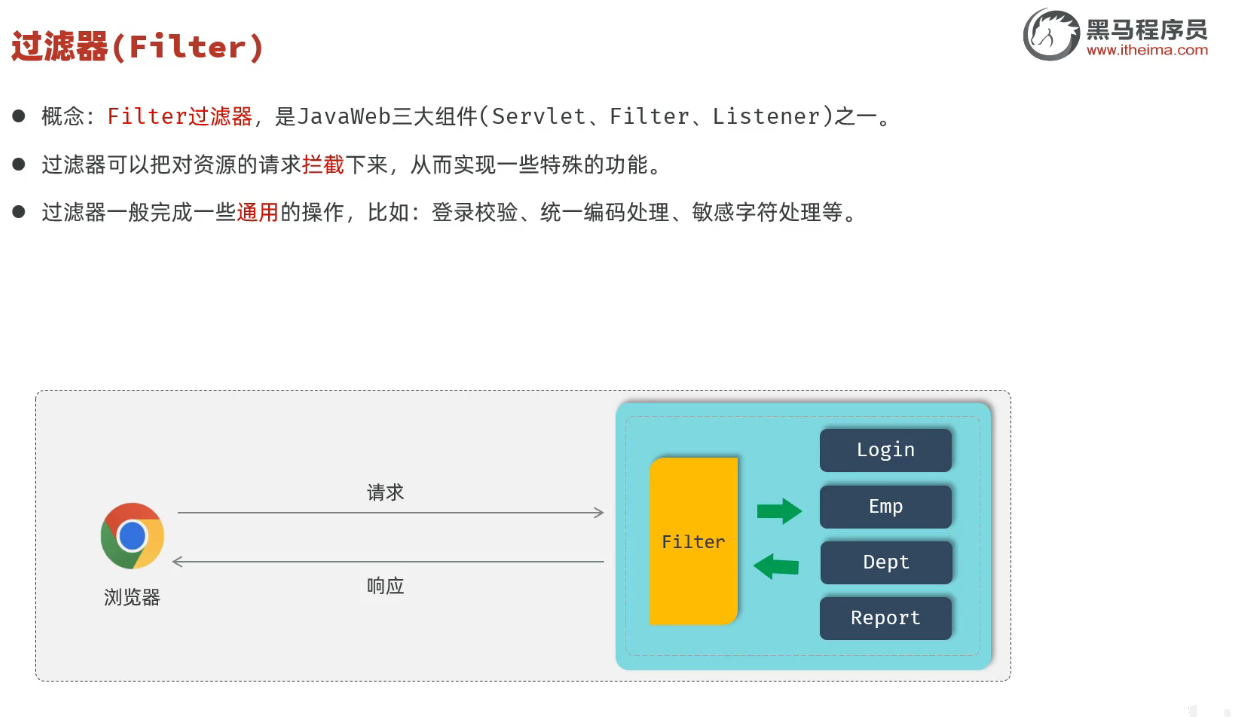 过滤器(Filter)
黑马程序员
www.itheima.com
概念：Filter过滤器，是JavaWeb三大组件(Servlet、Filter、Listener)之一。
过滤器可以把对资源的请求拦截下来，从而实现一些特殊的功能。
过滤器一般完成一些通用的操作，比如：登录校验、统一编码处理、敏感字符处理等。
Login
请求
Emp
Filter
Dept
响应
浏览器
Report